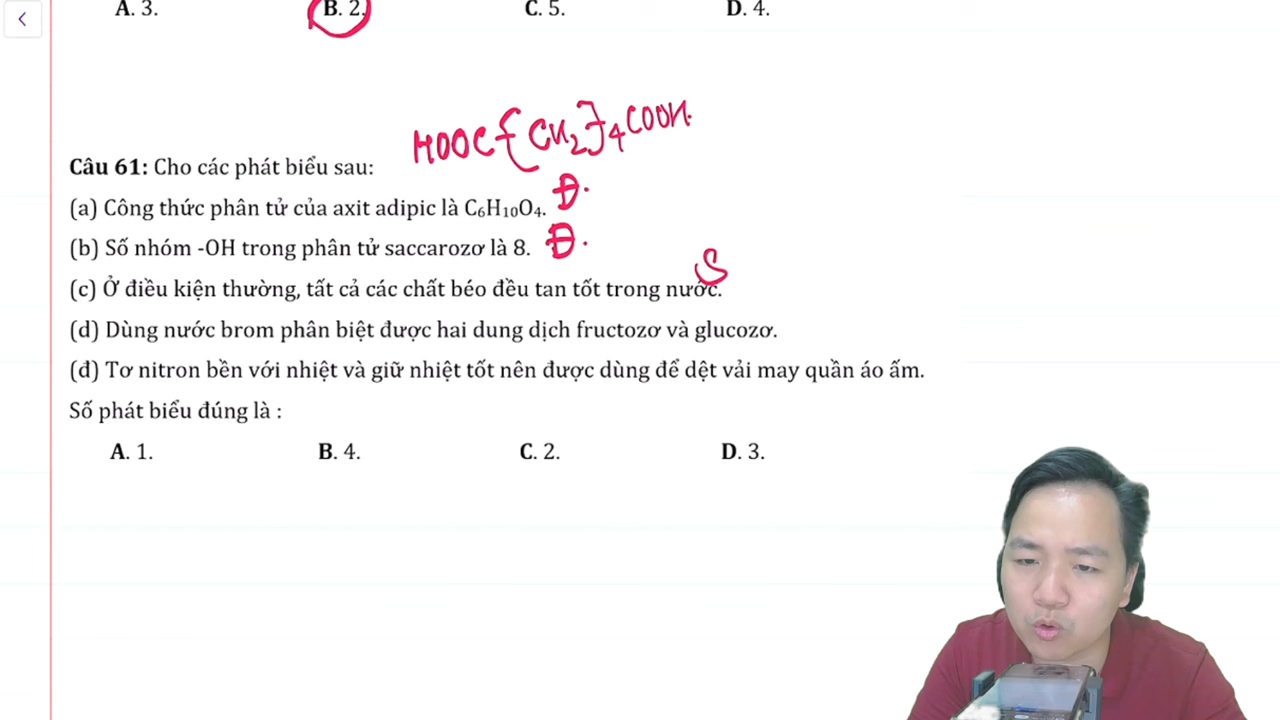 A. 3. B. 2. C. 5. D. 4.
HOOC[CH₂]₄COOH.
Câu 61: Cho các phát biểu sau:
(a) Công thức phân tử của axit adipic là C₆H₁₀O₄. Đ.
(b) Số nhóm -OH trong phân tử saccarozơ là 8. Đ.
(c) Ở điều kiện thường, tất cả các chất béo đều tan tốt trong nước. S
(d) Dùng nước brom phân biệt được hai dung dịch fructozơ và glucozơ.
(đ) Tơ nitron bền với nhiệt và giữ nhiệt tốt nên được dùng để dệt vải may quần áo ấm.
Số phát biểu đúng là :
A. 1. B. 4. C. 2. D. 3.